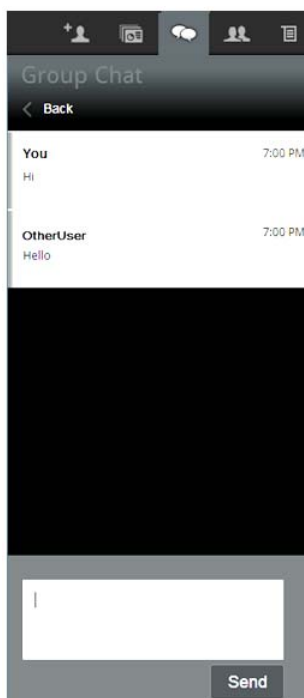 Group Chat
Back
You 7:00 PM
Hi
OtherUser 7:00 PM
Hello
Send